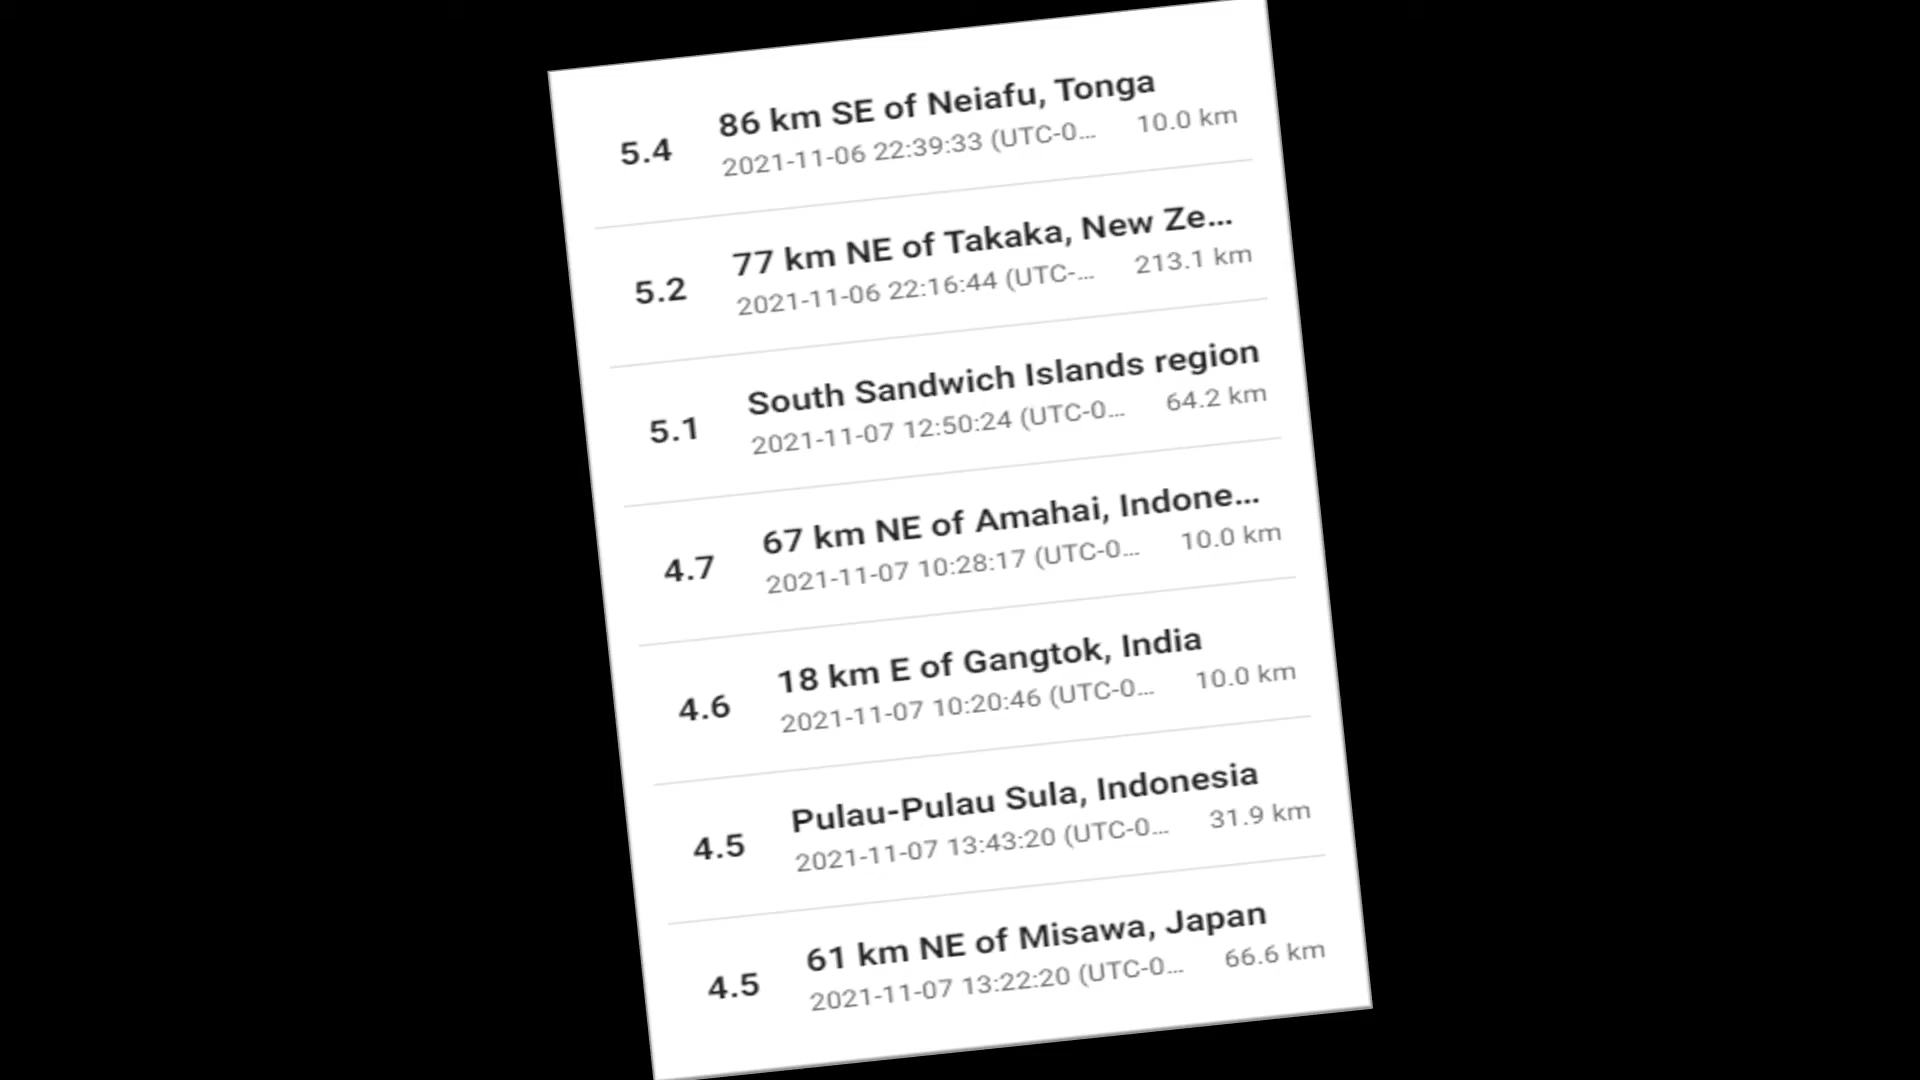 5.4
86 km SE of Neiafu, Tonga
2021-11-06 22:39:33 (UTC-0... 10.0 km
5.2
77 km NE of Takaka, New Ze...
2021-11-06 22:16:44 (UTC-... 213.1 km
5.1
South Sandwich Islands region
2021-11-07 12:50:24 (UTC-0... 64.2 km
4.7
67 km NE of Amahai, Indone...
2021-11-07 10:28:17 (UTC-0... 10.0 km
4.6
18 km E of Gangtok, India
2021-11-07 10:20:46 (UTC-0... 10.0 km
4.5
Pulau-Pulau Sula, Indonesia
2021-11-07 13:43:20 (UTC-0... 31.9 km
4.5
61 km NE of Misawa, Japan
2021-11-07 13:22:20 (UTC-0... 66.6 km